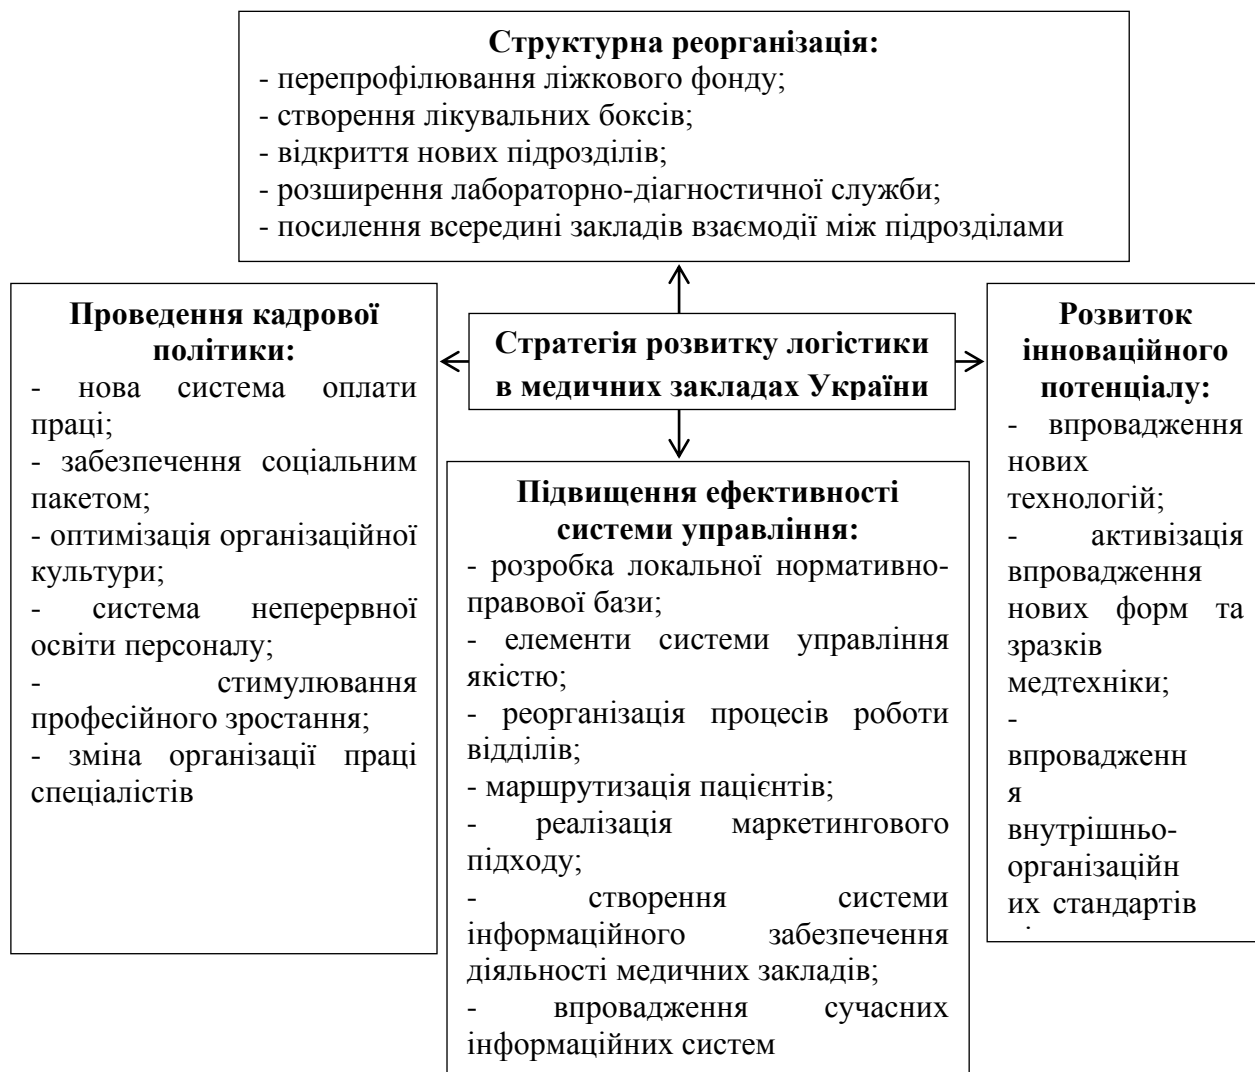 Структурна реорганізація:
- перепрофілювання ліжкового фонду;
- створення лікувальних боксів;
- відкриття нових підрозділів;
- розширення лабораторно-діагностичної служби;
- посилення всередині закладів взаємодії між підрозділами
Проведення кадрової
політики:
- нова система оплати
праці;
- забезпечення соціальним
пакетом;
- оптимізація організаційної
культури;
- система неперервної
освіти персоналу;
- стимулювання
професійного зростання;
- зміна організації праці
спеціалістів
Стратегія розвитку логістики
в медичних закладах України
Підвищення ефективності
системи управління:
- розробка локальної нормативно-
правової бази;
- елементи системи управління
якістю;
- реорганізація процесів роботи
відділів;
- маршрутизація пацієнтів;
- реалізація маркетингового
підходу;
- створення системи
інформаційного забезпечення
діяльності медичних закладів;
- впровадження сучасних
інформаційних систем
Розвиток
інноваційного
потенціалу:
- впровадження
нових
технологій;
- активізація
впровадження
нових форм та
зразків
медтехніки;
-
впроваджен
я
внутрішньо-
організаційн
их стандартів